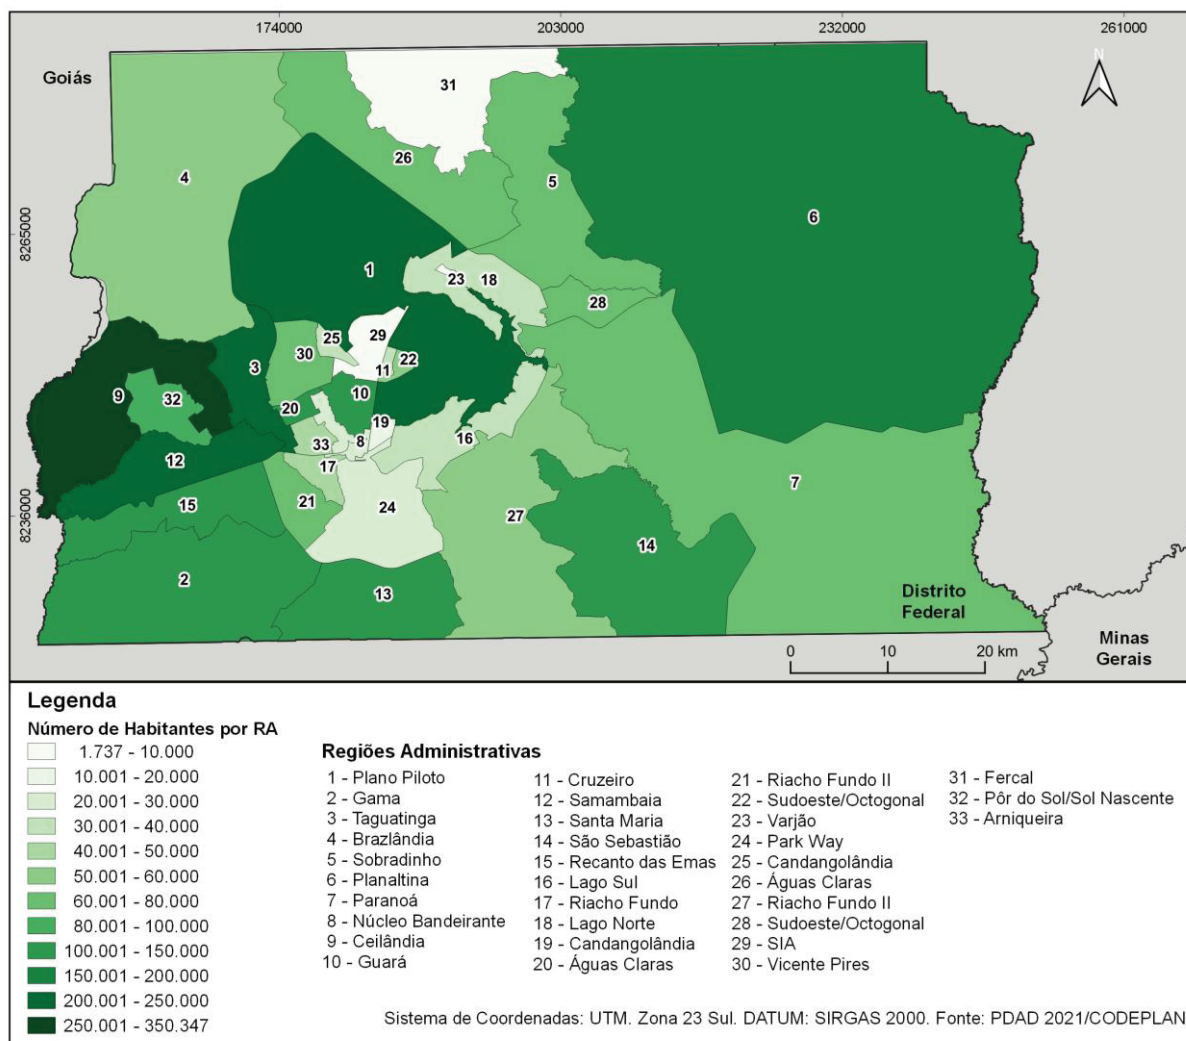 174000
203000
232000
261000
Goiás
N
31
26
4
5
6
8265000
1
23
18
28
25
29
30
22
3
11
9
32
10
20
19
33
8
16
12
17
7
15
21
24
27
8236000
14
2
13
Distrito
Federal
Minas
Gerais
0 10 20 km
Legenda
Número de Habitantes por RA
1.737 - 10.000
10.001 - 20.000
20.001 - 30.000
30.001 - 40.000
40.001 - 50.000
50.001 - 60.000
60.001 - 80.000
80.001 - 100.000
100.001 - 150.000
150.001 - 200.000
200.001 - 250.000
250.001 - 350.347
Regiões Administrativas
1 - Plano Piloto
2 - Gama
3 - Taguatinga
4 - Brazlândia
5 - Sobradinho
6 - Planaltina
7 - Paranoá
8 - Núcleo Bandeirante
9 - Ceilândia
10 - Guará
11 - Cruzeiro
12 - Samambaia
13 - Santa Maria
14 - São Sebastião
15 - Recanto das Emas
16 - Lago Sul
17 - Riacho Fundo
18 - Lago Norte
19 - Candangolândia
20 - Águas Claras
21 - Riacho Fundo II
22 - Sudoeste/Octogonal
23 - Varjão
24 - Park Way
25 - Candangolândia
26 - Águas Claras
27 - Riacho Fundo II
28 - Sudoeste/Octogonal
29 - SIA
30 - Vicente Pires
31 - Fercal
32 - Pôr do Sol/Sol Nascente
33 - Arniqueira
Sistema de Coordenadas: UTM. Zona 23 Sul. DATUM: SIRGAS 2000. Fonte: PDAD 2021/CODEPLAN